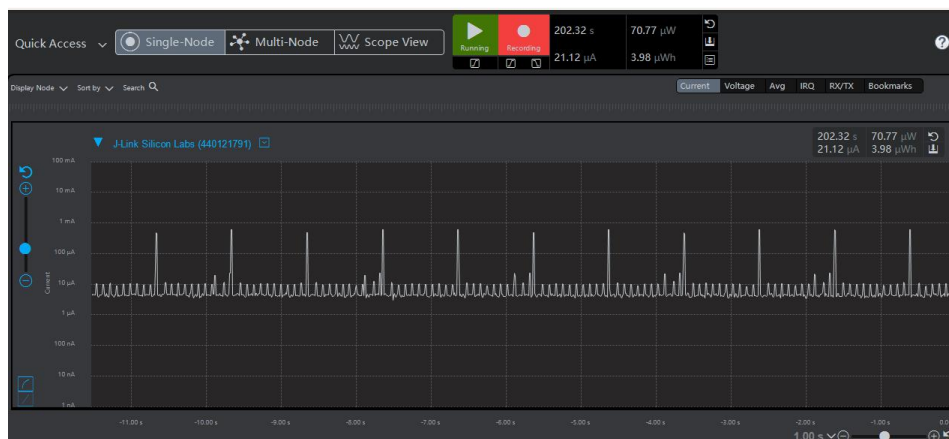 Quick Access
Single-Node
Multi-Node
Scope View
Running
Recording
202.32 s
70.77 µW
21.12 µA
3.98 µWh
?
Display Node
Sort by
Search
Current
Voltage
Avg
IRQ
RX/TX
Bookmarks
J-Link Silicon Labs (440121791)
202.32 s 70.77 µW
21.12 µA 3.98 µWh
100 mA
10 mA
1 mA
100 µA
10 µA
1 µA
100 nA
10 nA
1 nA
Current
-11.00 s
-10.00 s
-9.00 s
-8.00 s
-7.00 s
-6.00 s
-5.00 s
-4.00 s
-3.00 s
-2.00 s
-1.00 s
0.0
1.00 s